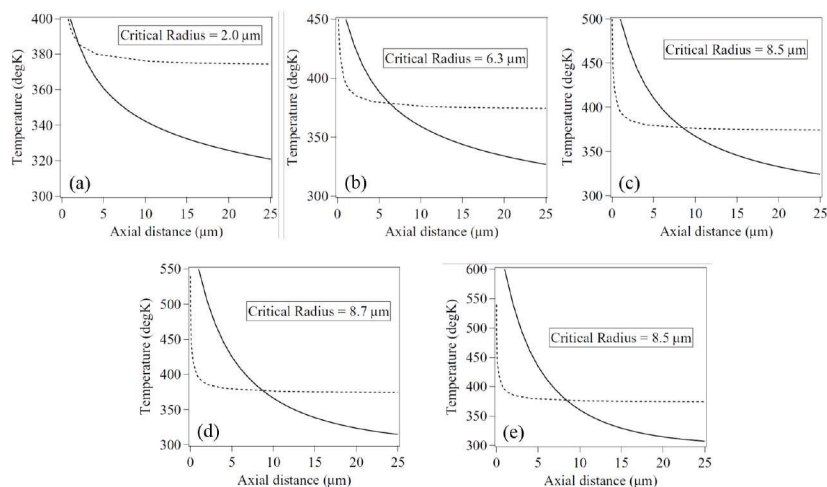 400
380
360
340
320
300
Temperature (degK)
Critical Radius = 2.0 µm
(a)
0 5 10 15 20 25
Axial distance (µm)
450
400
350
300
Temperature (degK)
Critical Radius = 6.3 µm
(b)
0 5 10 15 20 25
Axial distance (µm)
500
450
400
350
300
Temperature (degK)
Critical Radius = 8.5 µm
(c)
0 5 10 15 20 25
Axial distance (µm)
550
500
450
400
350
300
Temperature (degK)
Critical Radius = 8.7 µm
(d)
0 5 10 15 20 25
Axial distance (µm)
600
550
500
450
400
350
300
Temperature (degK)
Critical Radius = 8.5 µm
(e)
0 5 10 15 20 25
Axial distance (µm)